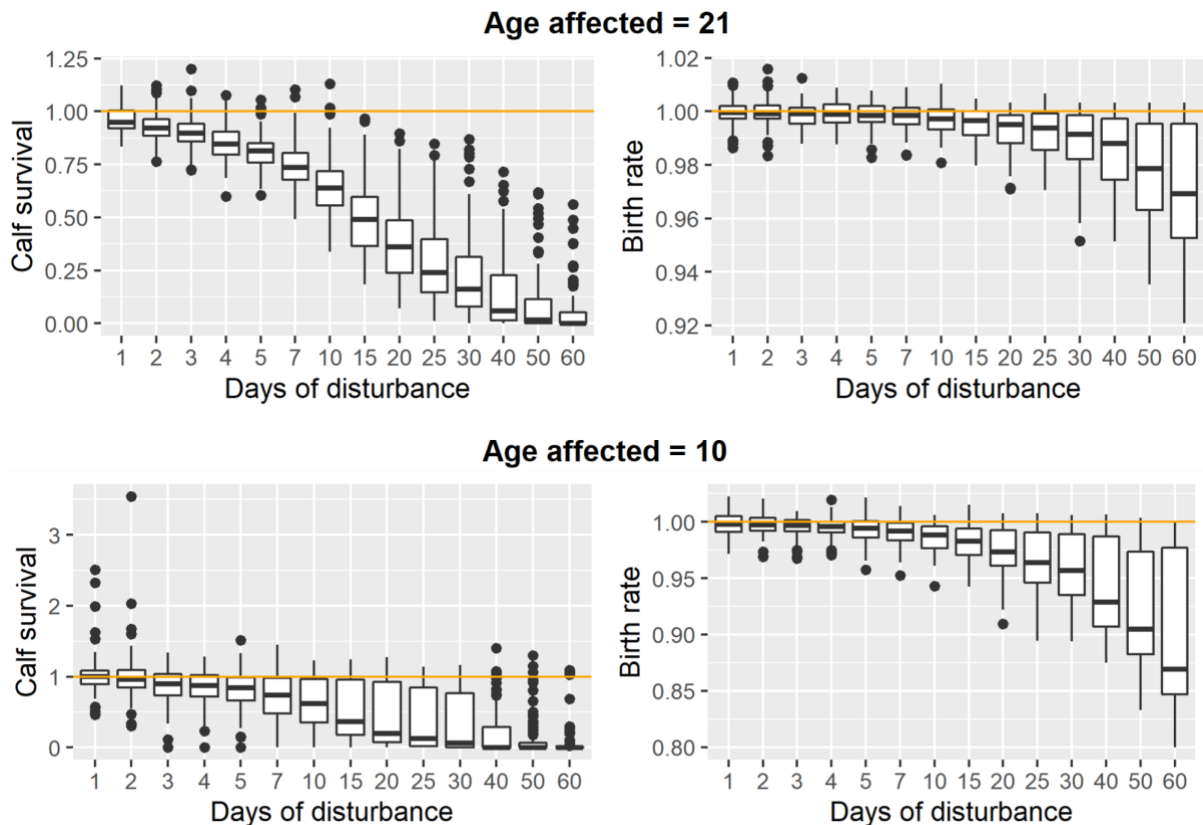 Age affected = 21
Calf survival
1.25
1.00
0.75
0.50
0.25
0.00
1 2 3 4 5 7 10 15 20 25 30 40 50 60
Days of disturbance
Birth rate
1.02
1.00
0.98
0.96
0.94
0.92
1 2 3 4 5 7 10 15 20 25 30 40 50 60
Days of disturbance
Age affected = 10
Calf survival
3
2
1
0
1 2 3 4 5 7 10 15 20 25 30 40 50 60
Days of disturbance
Birth rate
1.00
0.95
0.90
0.85
0.80
1 2 3 4 5 7 10 15 20 25 30 40 50 60
Days of disturbance